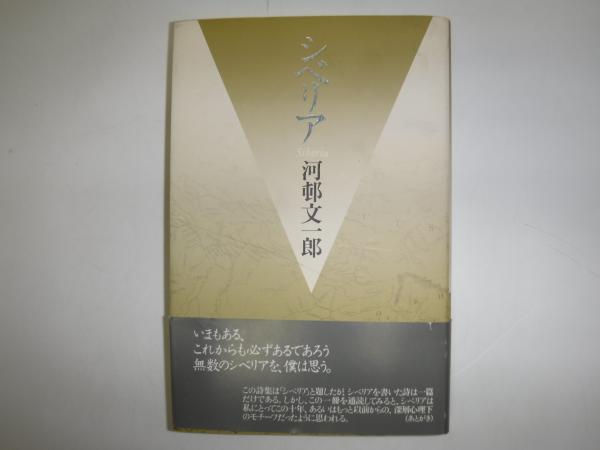 シベリア
Siberia
河邨文一郎
いまもある、
これからも必ずあるであろう
無数のシベリアを、僕は思う。
この詩集は「シベリア」と題したが、シベリアを書いた詩は一篇
だけである。しかし、この一冊を通読してみると、シベリアは
私にとってこの十年、あるいはもっと以前からの、深層心理下
のモチーフだったように思われる。(あとがき)